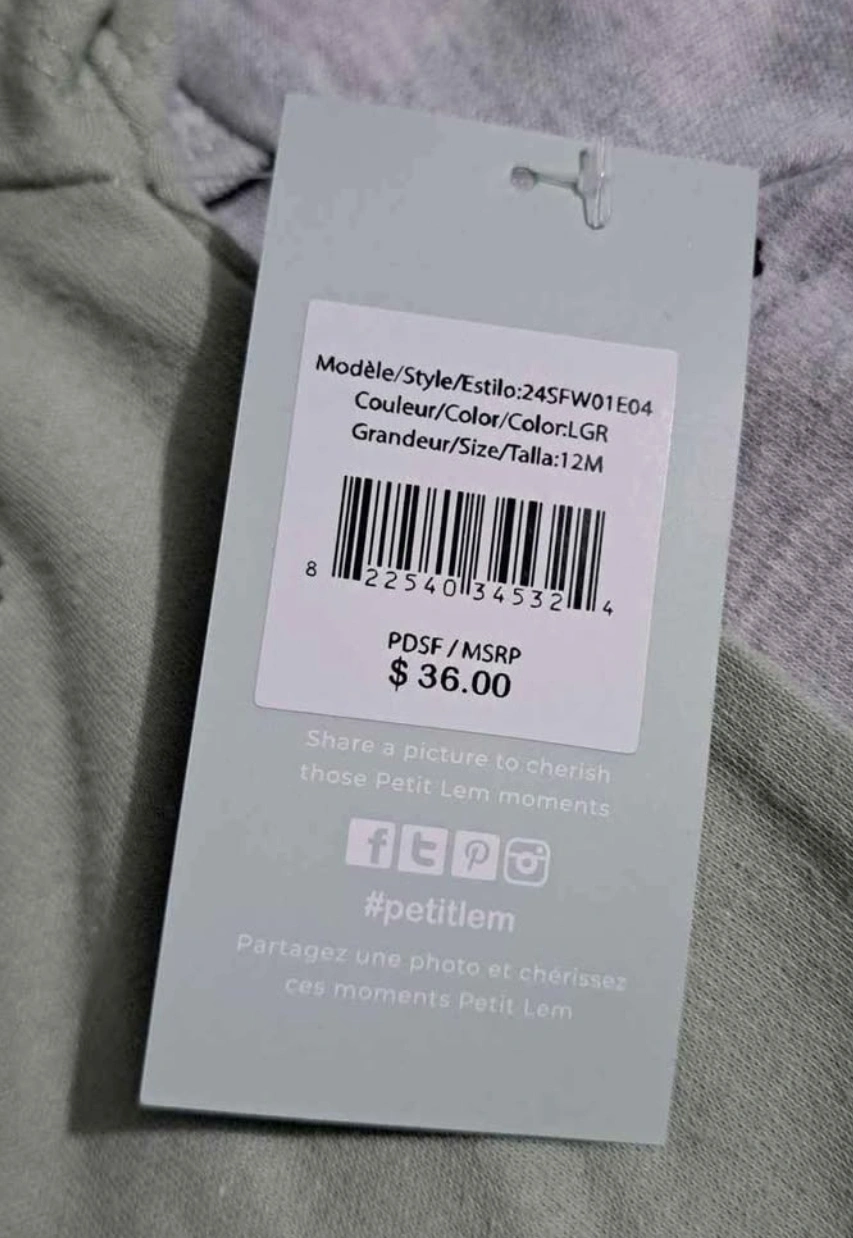 Modèle/Style/Estilo:24SFW01E04
Couleur/Color/Color:LGR
Grandeur/Size/Talla:12M
8 22540 34532 4
PDSF / MSRP
$ 36.00
Share a picture to cherish
those Petit Lem moments
#petitlem
Partagez une photo et chérissez
ces moments Petit Lem